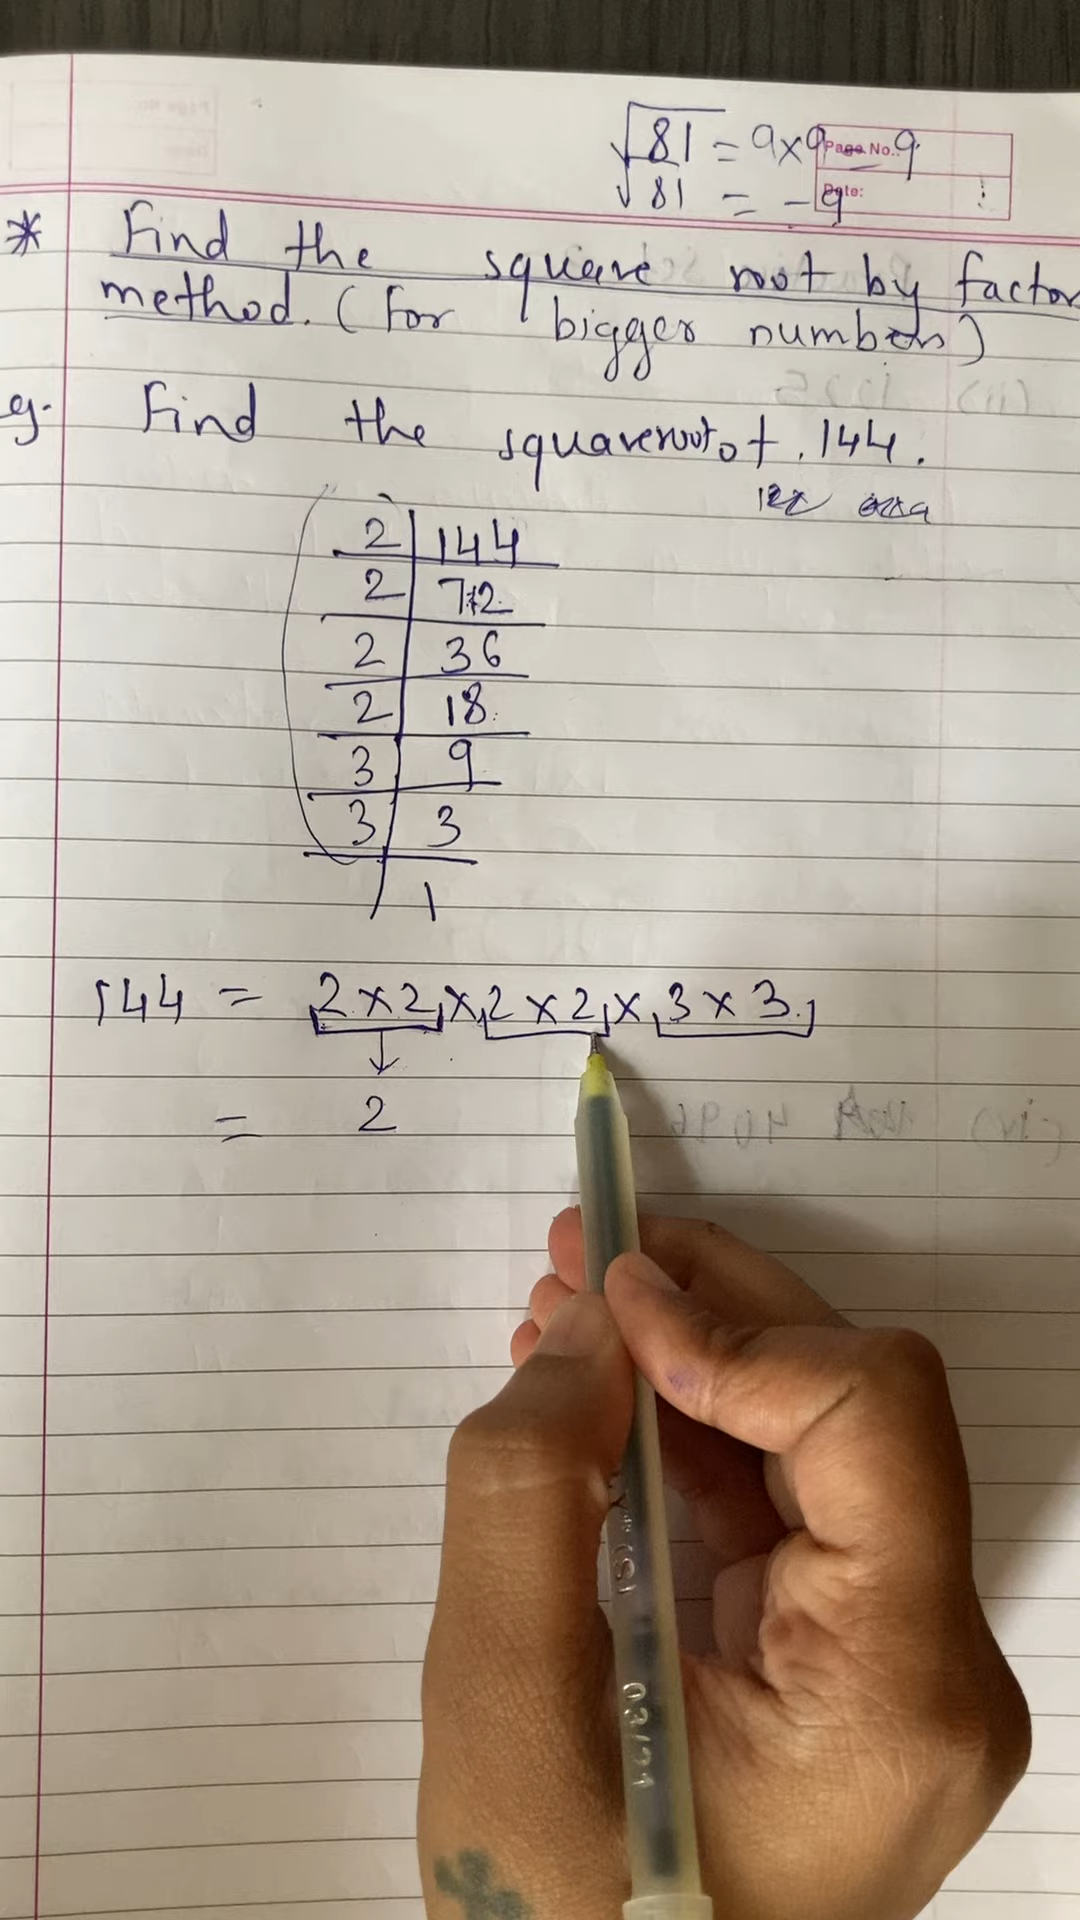 √81 = 9×9 = 9
Page No.:
√81 = -9
Date:
* Find the square root by factor
method. (For bigger numbers)
eg. Find the squareroot of 144.
2 | 144
2 | 72
2 | 36
2 | 18
3 | 9
3 | 3
1
144 = 2 × 2 × 2 × 2 × 3 × 3
↓
= 2
03/21